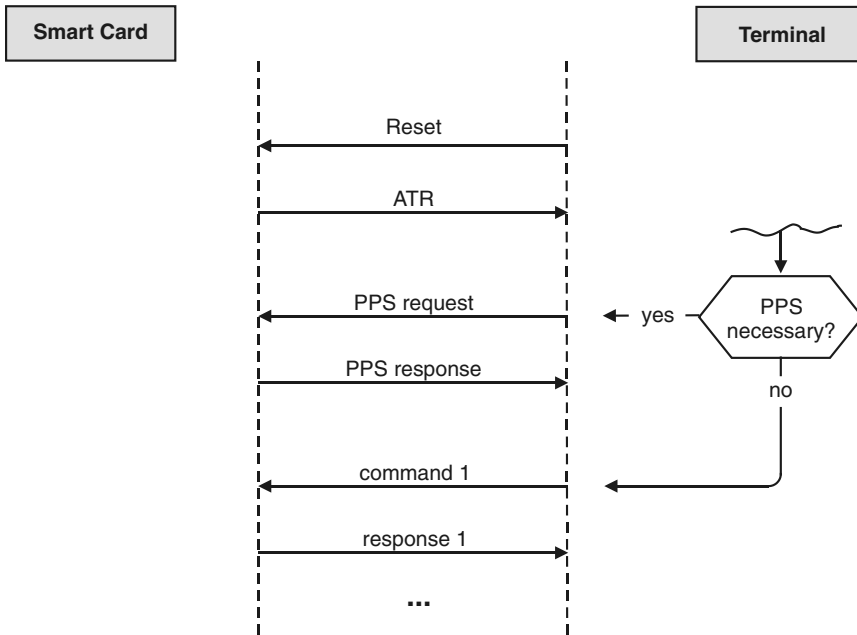 Smart Card
Terminal
Reset
ATR
PPS request
yes
PPS
necessary?
PPS response
no
command 1
response 1
...